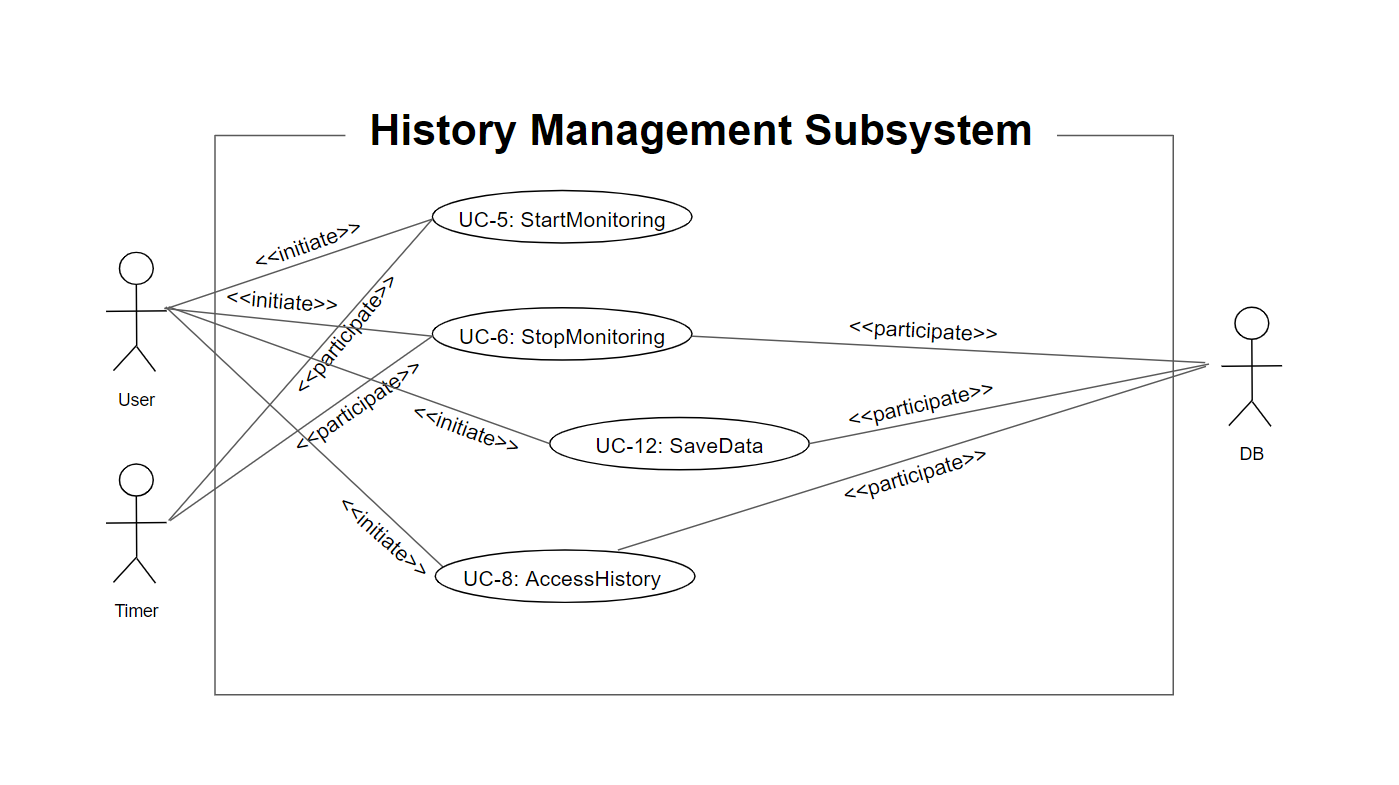 History Management Subsystem
UC-5: StartMonitoring
<<initiate>>
<<initiate>>
<<participate>>
UC-6: StopMonitoring
<<participate>>
<<participate>>
<<initiate>>
<<participate>>
UC-12: SaveData
User
DB
<<participate>>
<<initiate>>
UC-8: AccessHistory
Timer